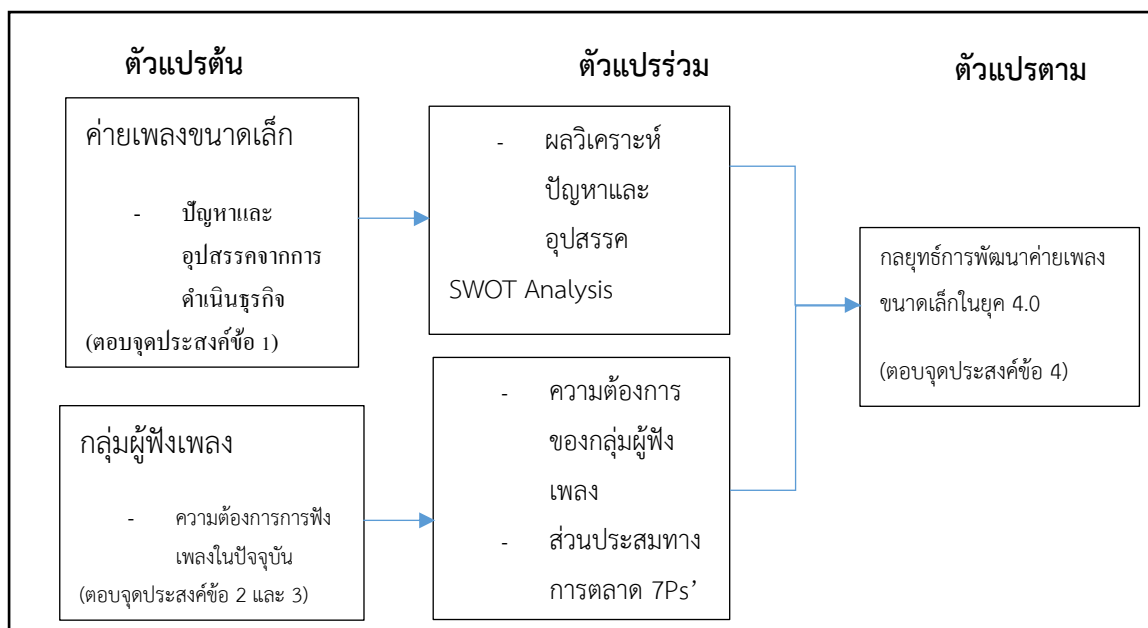 ตัวแปรต้น
ค่ายเพลงขนาดเล็ก
- ปัญหาและ
อุปสรรคจากการ
ดำเนินธุรกิจ
(ตอบจุดประสงค์ข้อ 1)
กลุ่มผู้ฟังเพลง
- ความต้องการการฟัง
เพลงในปัจจุบัน
(ตอบจุดประสงค์ข้อ 2 และ 3)
ตัวแปรร่วม
- ผลวิเคราะห์
ปัญหาและ
อุปสรรค
SWOT Analysis
- ความต้องการ
ของกลุ่มผู้ฟัง
เพลง
- ส่วนประสมทาง
การตลาด 7Ps’
ตัวแปรตาม
กลยุทธ์การพัฒนาค่ายเพลง
ขนาดเล็กในยุค 4.0
(ตอบจุดประสงค์ข้อ 4)